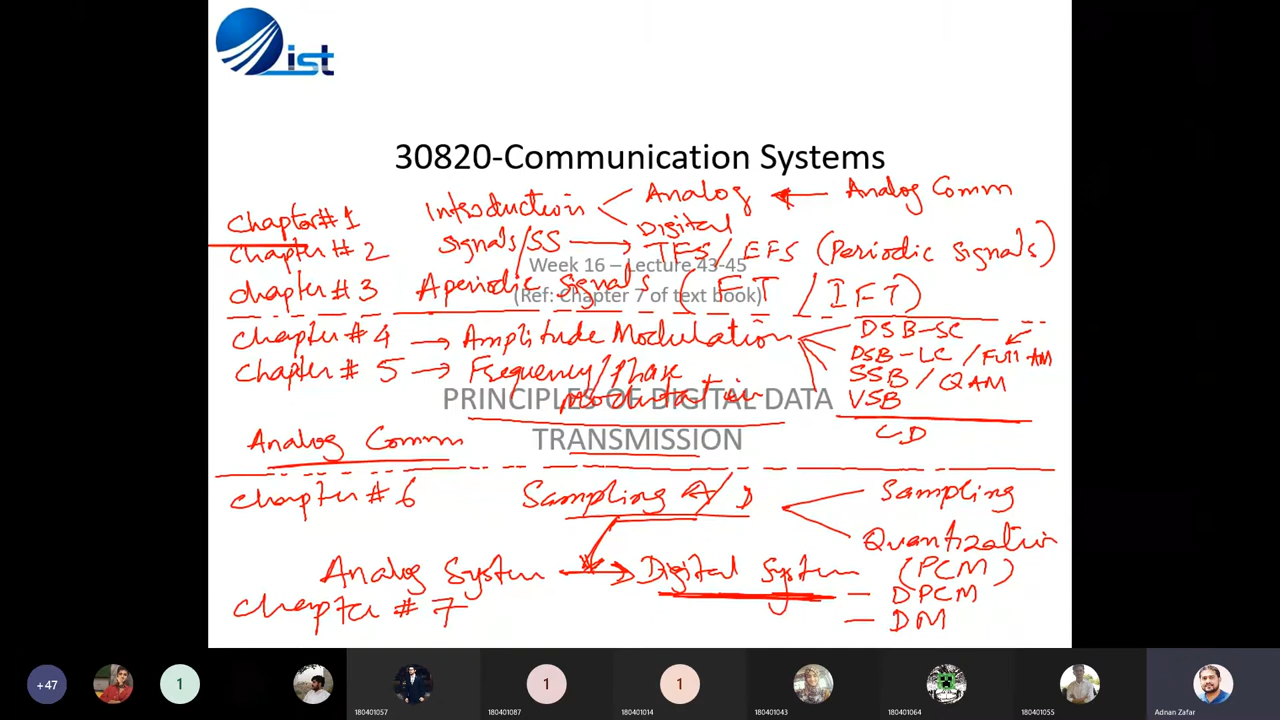 ist
30820-Communication Systems
Chapter# 1 Introduction Analog Analog Comm
Digital
Chapter # 2 Signals/SS TFS/EFS (Periodic Signals)
Week 16 – Lecture 43-45
Chapter # 3 Aperiodic Signals (FT/IFT)
(Ref: Chapter 7 of text book)
Chapter # 4 Amplitude Modulation DSB-SC
DSB-LC / Full AM
Chapter # 5 Frequency/Phase SSB / QAM
Modulation VSB
PRINCIPLES OF DIGITAL DATA
TRANSMISSION
Analog Comm
Chapter # 6 Sampling A/D Sampling
Quantization
Analog System Digital System (PCM)
- DPCM
Chapter # 7 - DM
+47
1
180401057
1
180401087
1
180401014
180401043
180401064
180401055
Adnan Zafar